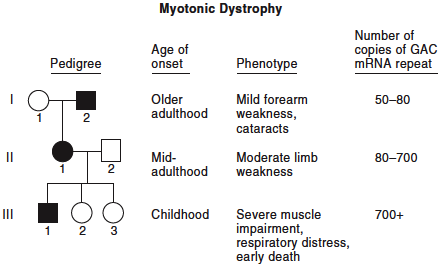 Myotonic Dystrophy
Pedigree
Age of
onset
Phenotype
Number of
copies of GAC
mRNA repeat
I
1
2
Older
adulthood
Mild forearm
weakness,
cataracts
50–80
II
1
2
Mid-
adulthood
Moderate limb
weakness
80–700
III
1
2
3
Childhood
Severe muscle
impairment,
respiratory distress,
early death
700+